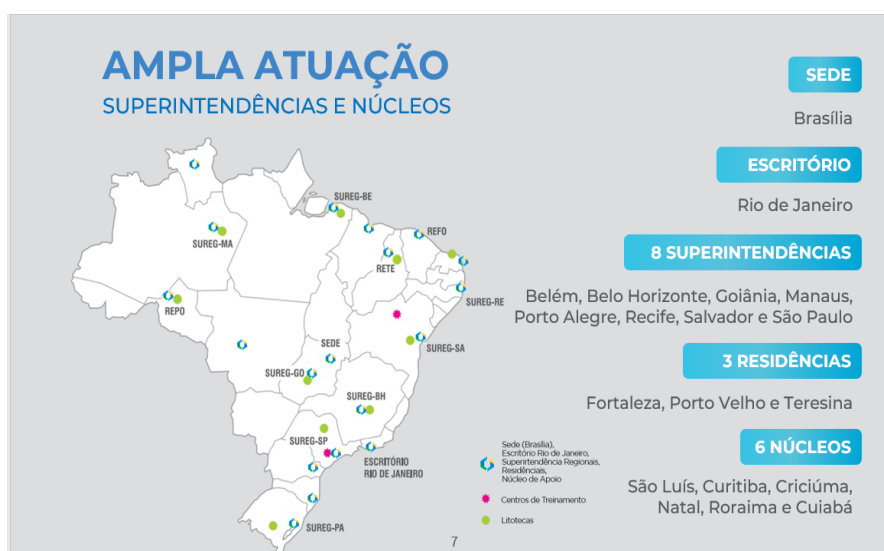 AMPLA ATUAÇÃO
SUPERINTENDÊNCIAS E NÚCLEOS
SUREG-BE
SUREG-MA
REFO
RETE
SUREG-RE
REPO
SUREG-SA
SEDE
SUREG-GO
SUREG-BH
SUREG-SP
ESCRITÓRIO
RIO DE JANEIRO
SUREG-PA
Sede (Brasília),
Escritório Rio de Janeiro,
Superintendência Regionais,
Residências,
Núcleo de Apoio
Centros de Treinamento
Litotecas
SEDE
Brasília
ESCRITÓRIO
Rio de Janeiro
8 SUPERINTENDÊNCIAS
Belém, Belo Horizonte, Goiânia, Manaus,
Porto Alegre, Recife, Salvador e São Paulo
3 RESIDÊNCIAS
Fortaleza, Porto Velho e Teresina
6 NÚCLEOS
São Luís, Curitiba, Criciúma,
Natal, Roraima e Cuiabá
7